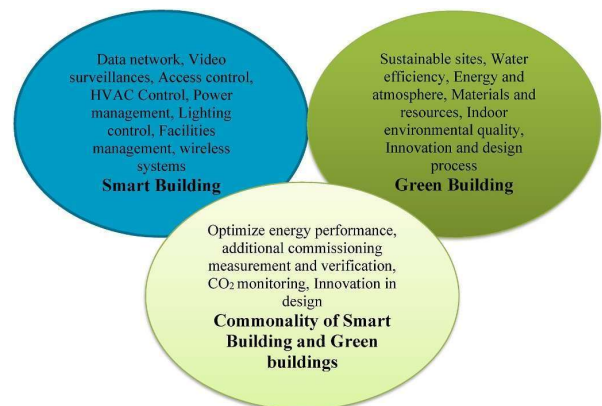 Data network, Video
surveillances, Access control,
HVAC Control, Power
management, Lighting
control, Facilities
management, wireless
systems
Smart Building
Sustainable sites, Water
efficiency, Energy and
atmosphere, Materials and
resources, Indoor
environmental quality,
Innovation and design
process
Green Building
Optimize energy performance,
additional commissioning
measurement and verification,
CO₂ monitoring, Innovation in
design
Commonality of Smart
Building and Green
buildings